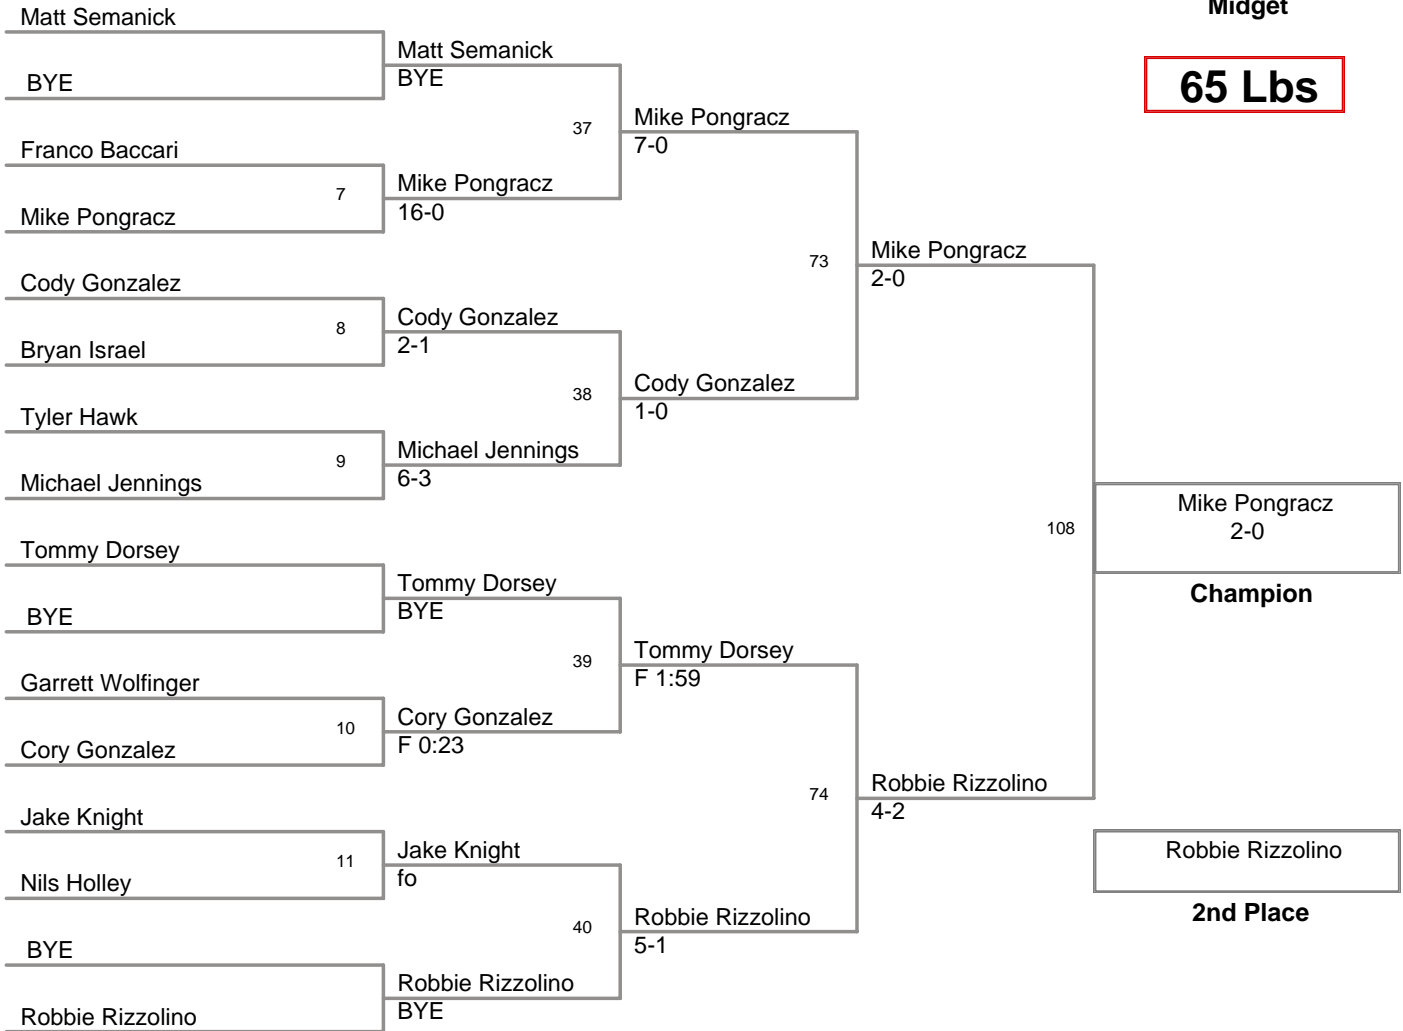 Midget
65 Lbs
Matt Semanick
BYE
Franco Baccari
7
Mike Pongracz
Cody Gonzalez
8
Bryan Israel
Tyler Hawk
9
Michael Jennings
Tommy Dorsey
BYE
Garrett Wolfinger
10
Cory Gonzalez
Jake Knight
11
Nils Holley
BYE
Robbie Rizzolino
Matt Semanick
BYE
37
Mike Pongracz
16-0
Cody Gonzalez
2-1
38
Michael Jennings
6-3
Tommy Dorsey
BYE
39
Cory Gonzalez
F 0:23
Jake Knight
fo
40
Robbie Rizzolino
BYE
Mike Pongracz
7-0
73
Cody Gonzalez
1-0
Tommy Dorsey
F 1:59
74
Robbie Rizzolino
5-1
Mike Pongracz
2-0
108
Robbie Rizzolino
4-2
Mike Pongracz
2-0
Champion
Robbie Rizzolino
2nd Place